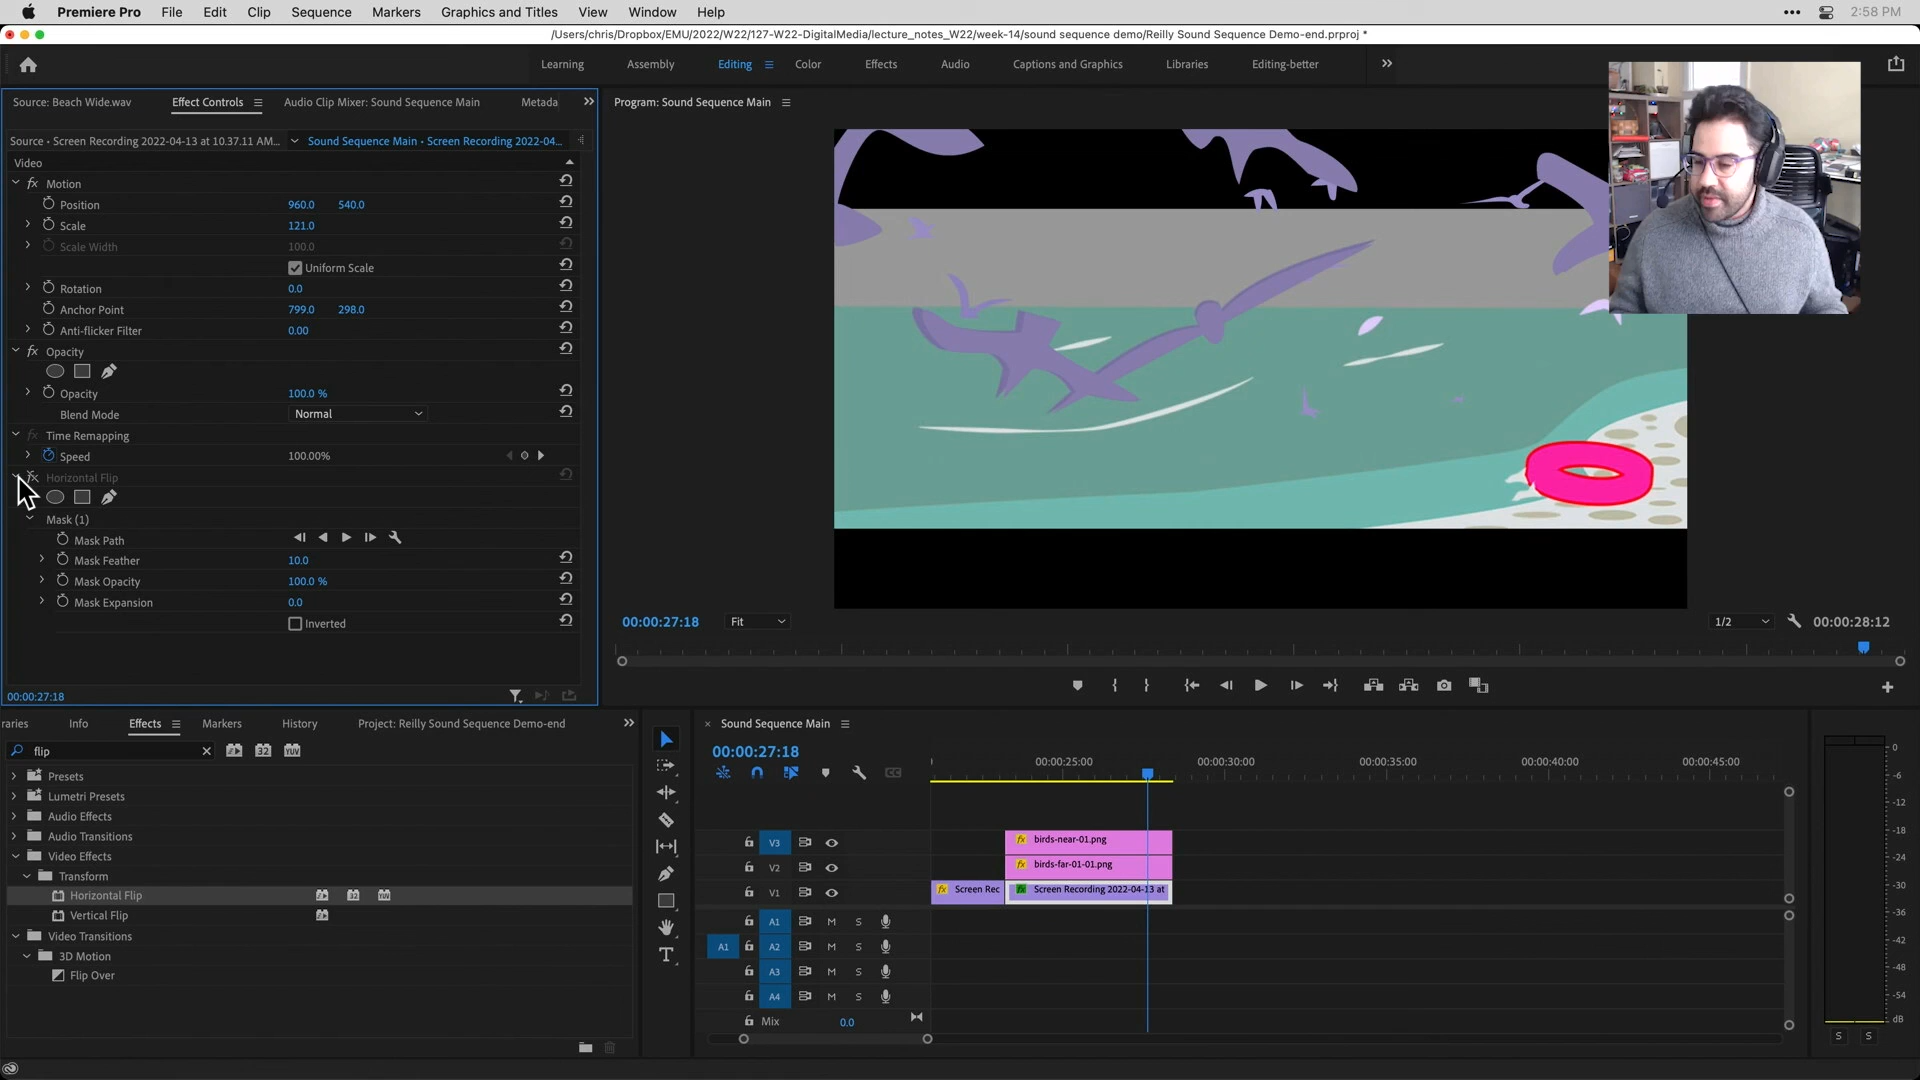 Premiere Pro File Edit Clip Sequence Markers Graphics and Titles View Window Help 2:58 PM
/Users/chris/Dropbox/EMU/2022/W22/127-W22-DigitalMedia/lecture_notes_W22/week-14/sound sequence demo/Reilly Sound Sequence Demo-end.prproj *
Learning Assembly Editing Color Effects Audio Captions and Graphics Libraries Editing-better
Source: Beach Wide.wav Effect Controls Audio Clip Mixer: Sound Sequence Main Metada
Program: Sound Sequence Main
Source • Screen Recording 2022-04-13 at 10.37.11 AM... Sound Sequence Main • Screen Recording 2022-04...
Video
fx Motion
Position 960.0 540.0
Scale 121.0
Scale Width 100.0
Uniform Scale
Rotation 0.0
Anchor Point 799.0 298.0
Anti-flicker Filter 0.00
fx Opacity
Opacity 100.0 %
Blend Mode Normal
fx Time Remapping
Speed 100.00%
fx Horizontal Flip
Mask (1)
Mask Path
Mask Feather 10.0
Mask Opacity 100.0 %
Mask Expansion 0.0
Inverted
00:00:27:18
00:00:27:18 Fit 1/2 00:00:28:12
raries Info Effects Markers History Project: Reilly Sound Sequence Demo-end
flip 32 YUV
Presets
Lumetri Presets
Audio Effects
Audio Transitions
Video Effects
Transform
Horizontal Flip 32 YUV
Vertical Flip
Video Transitions
3D Motion
Flip Over
× Sound Sequence Main
00:00:27:18
CC
00:00:25:00 00:00:30:00 00:00:35:00 00:00:40:00 00:00:45:00
V3 fx birds-near-01.png
V2 fx birds-far-01-01.png
V1 fx Screen Rec fx Screen Recording 2022-04-13 at
A1 M S
A1 A2 M S
A3 M S
A4 M S
Mix 0.0
T
0
-6
-12
-18
-24
-30
-36
-42
-48
-54
dB
S S